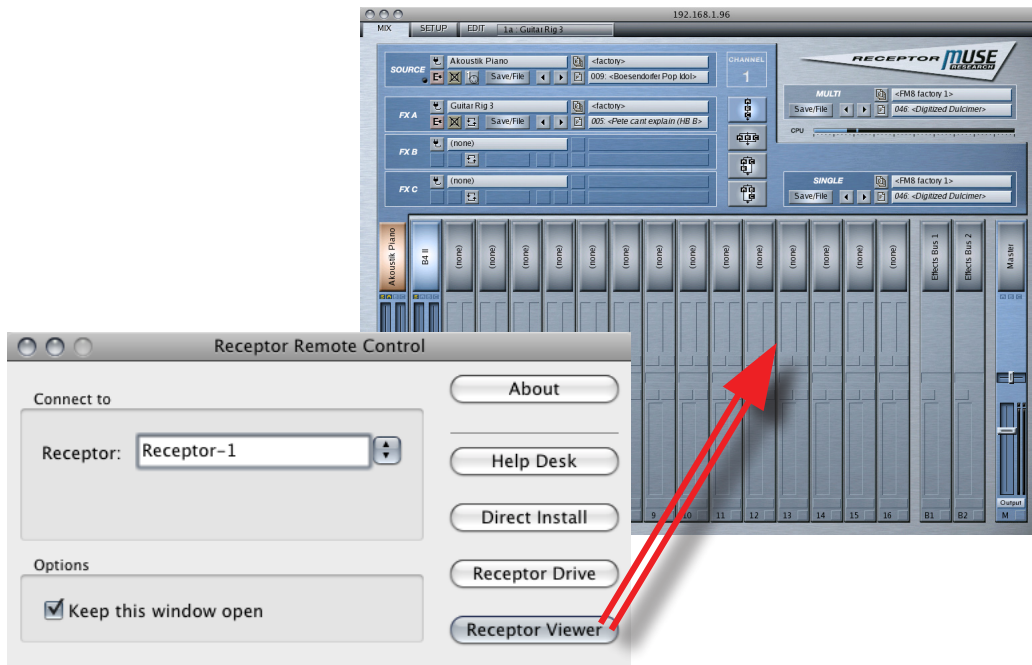 192.168.1.96
MIX SETUP EDIT 1a : Guitar Rig 3
SOURCE Akoustik Piano <factory>
Save/File 009: <Boesendorfer Pop Idol>
CHANNEL
1
RECEPTOR MUSE
RESEARCH
MULTI <FM8 factory 1>
Save/File 046: <Digitized Dulcimer>
CPU
FX A Guitar Rig 3 <factory>
Save/File 005: <Pete cant explain (HB B>
FX B (none)
FX C (none)
SINGLE <FM8 factory 1>
Save/File 046: <Digitized Dulcimer>
Akoustik Piano B4 II (none) (none) (none) (none) (none) (none) (none) (none) (none) (none) (none) (none) (none) (none) Effects Bus 1 Effects Bus 2 Master
Output
9 10 11 12 13 14 15 16 B1 B2 M
Receptor Remote Control
Connect to
Receptor: Receptor-1
Options
Keep this window open
About
Help Desk
Direct Install
Receptor Drive
Receptor Viewer